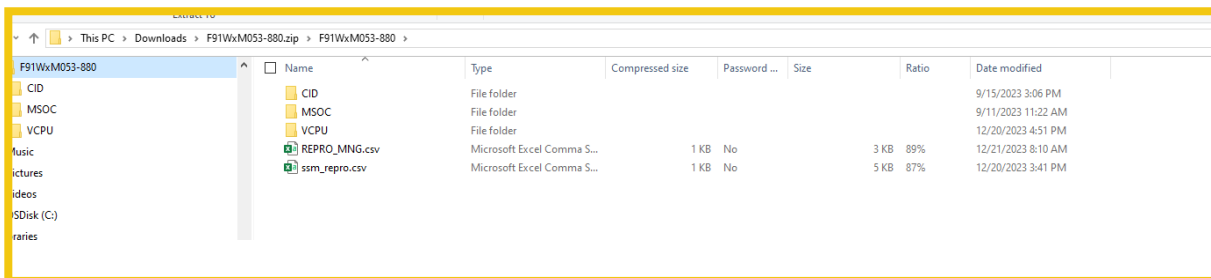 Extract To
This PC > Downloads > F91WxM053-880.zip > F91WxM053-880 >
F91WxM053-880
CID
MSOC
VCPU
Music
ictures
ideos
OSDisk (C:)
raries
Name Type Compressed size Password ... Size Ratio Date modified
CID File folder 9/15/2023 3:06 PM
MSOC File folder 9/11/2023 11:22 AM
VCPU File folder 12/20/2023 4:51 PM
REPRO_MNG.csv Microsoft Excel Comma S... 1 KB No 3 KB 89% 12/21/2023 8:10 AM
ssm_repro.csv Microsoft Excel Comma S... 1 KB No 5 KB 87% 12/20/2023 3:41 PM